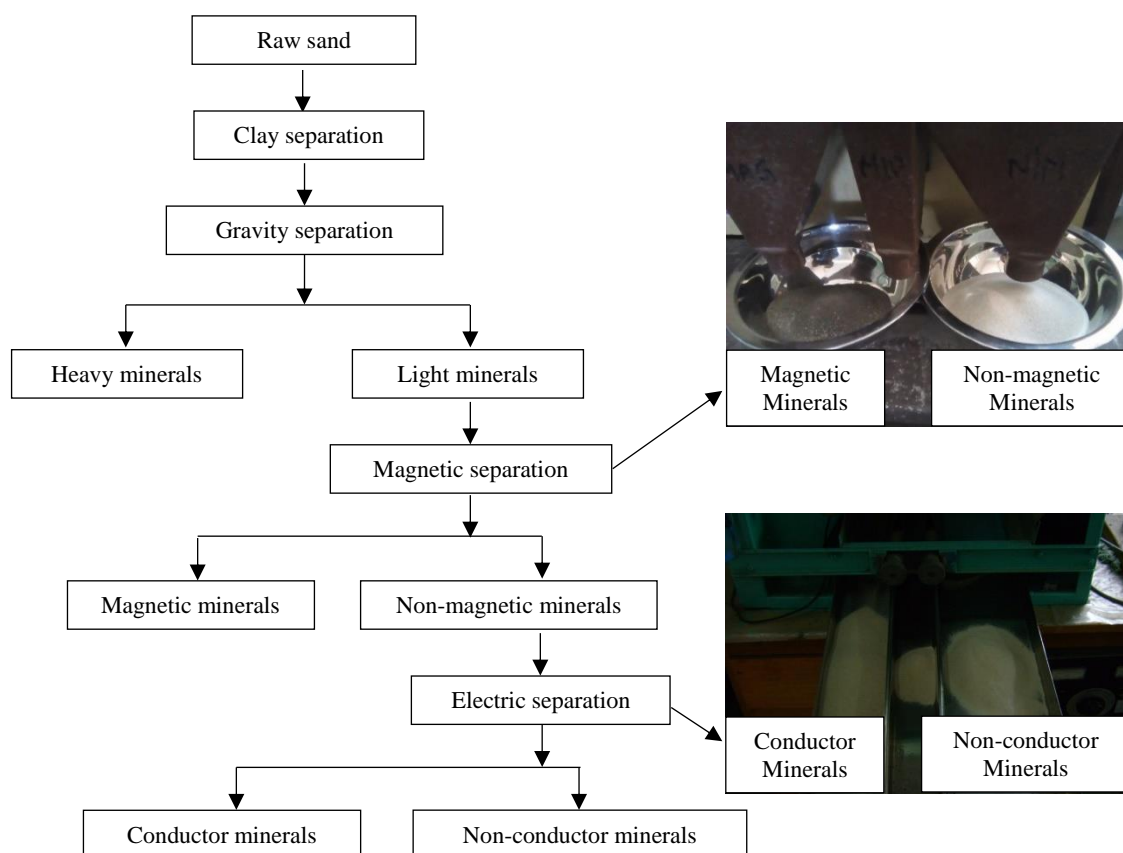 Raw sand
Clay separation
Gravity separation
Heavy minerals
Light minerals
Magnetic separation
Magnetic
Minerals
Non-magnetic
Minerals
Magnetic minerals
Non-magnetic minerals
Electric separation
Conductor
Minerals
Non-conductor
Minerals
Conductor minerals
Non-conductor minerals